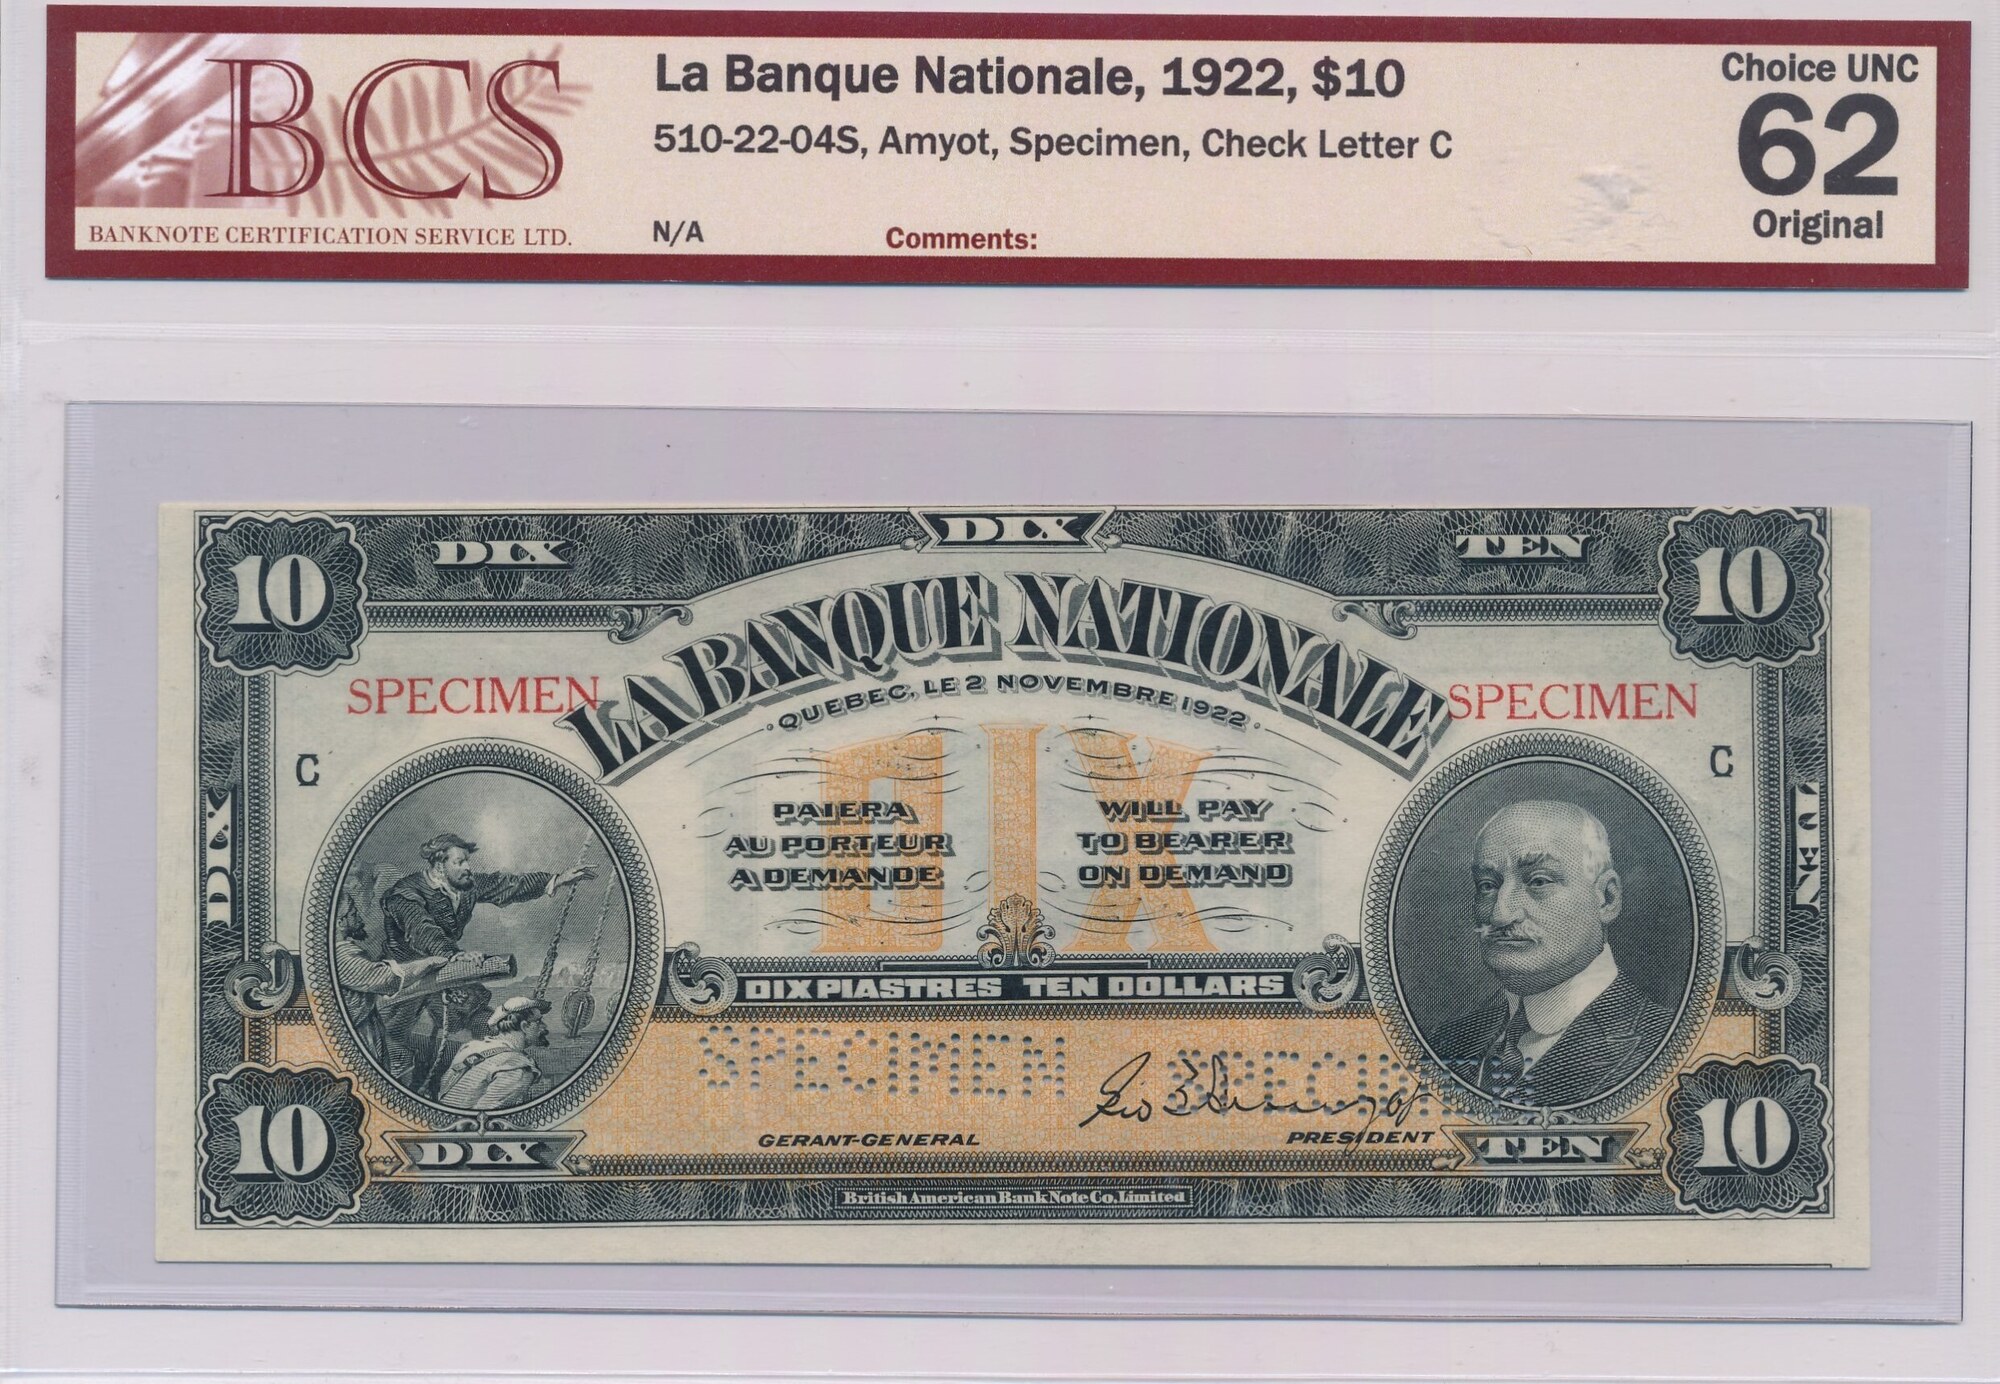 BCS
BANKNOTE CERTIFICATION SERVICE LTD.
La Banque Nationale, 1922, $10
510-22-04S, Amyot, Specimen, Check Letter C
N/A
Comments:
Choice UNC
62
Original
10 DIX DIX TEN 10
LA BANQUE NATIONALE
QUEBEC, LE 2 NOVEMBRE 1922
SPECIMEN SPECIMEN
C C
DIX TEN
PAIERA
AU PORTEUR
A DEMANDE
WILL PAY
TO BEARER
ON DEMAND
DIX
DIX PIASTRES TEN DOLLARS
SPECIMEN SPECIMEN
Geo E Amyot
GERANT-GENERAL PRESIDENT
10 DIX TEN 10
British American Bank Note Co, Limited